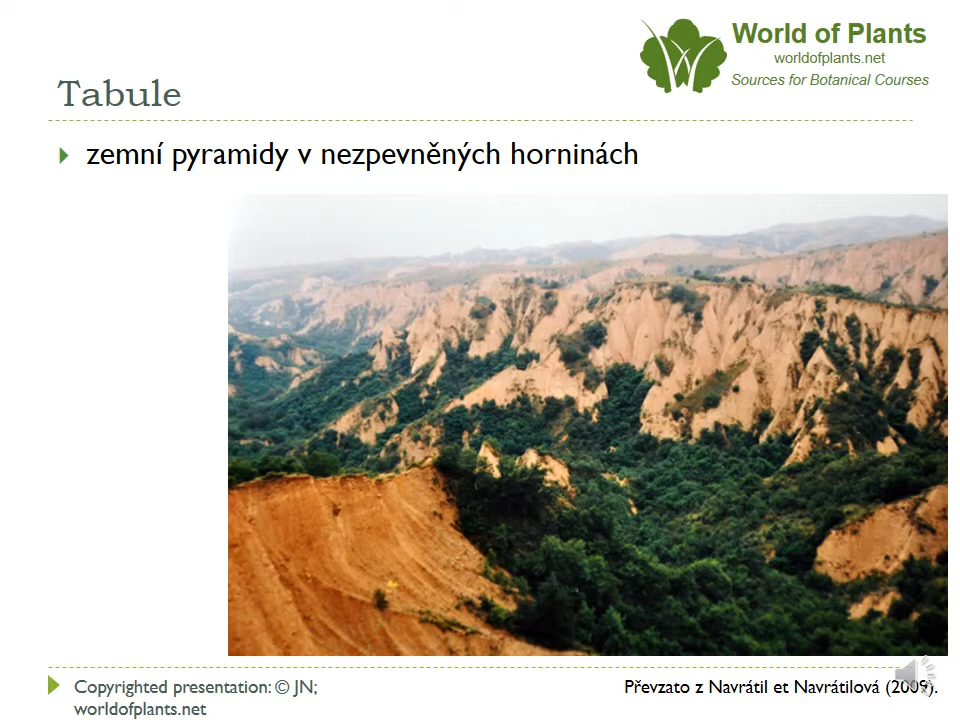 World of Plants
worldofplants.net
Sources for Botanical Courses
Tabule
zemní pyramidy v nezpevněných horninách
Copyrighted presentation: © JN;
worldofplants.net
Převzato z Navrátil et Navrátilová (2009).